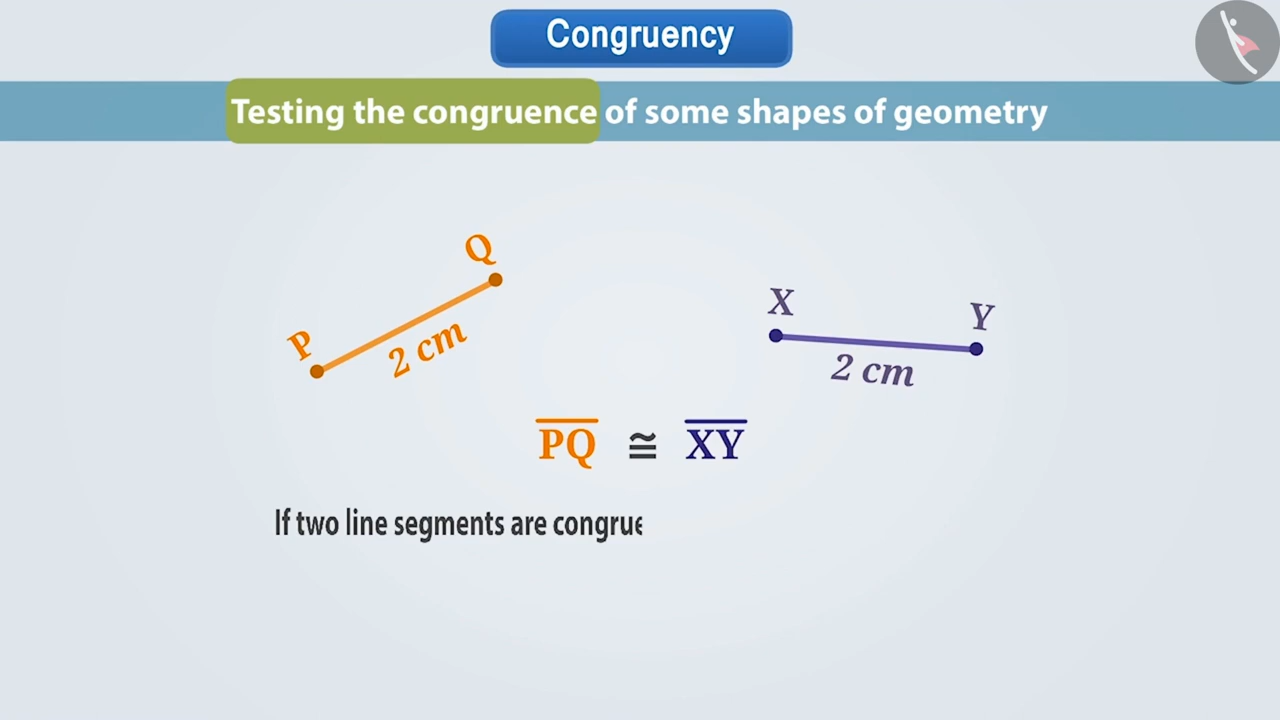 Congruency
Testing the congruence of some shapes of geometry
Q
P
2 cm
X
Y
2 cm
PQ ≅ XY
If two line segments are congrue